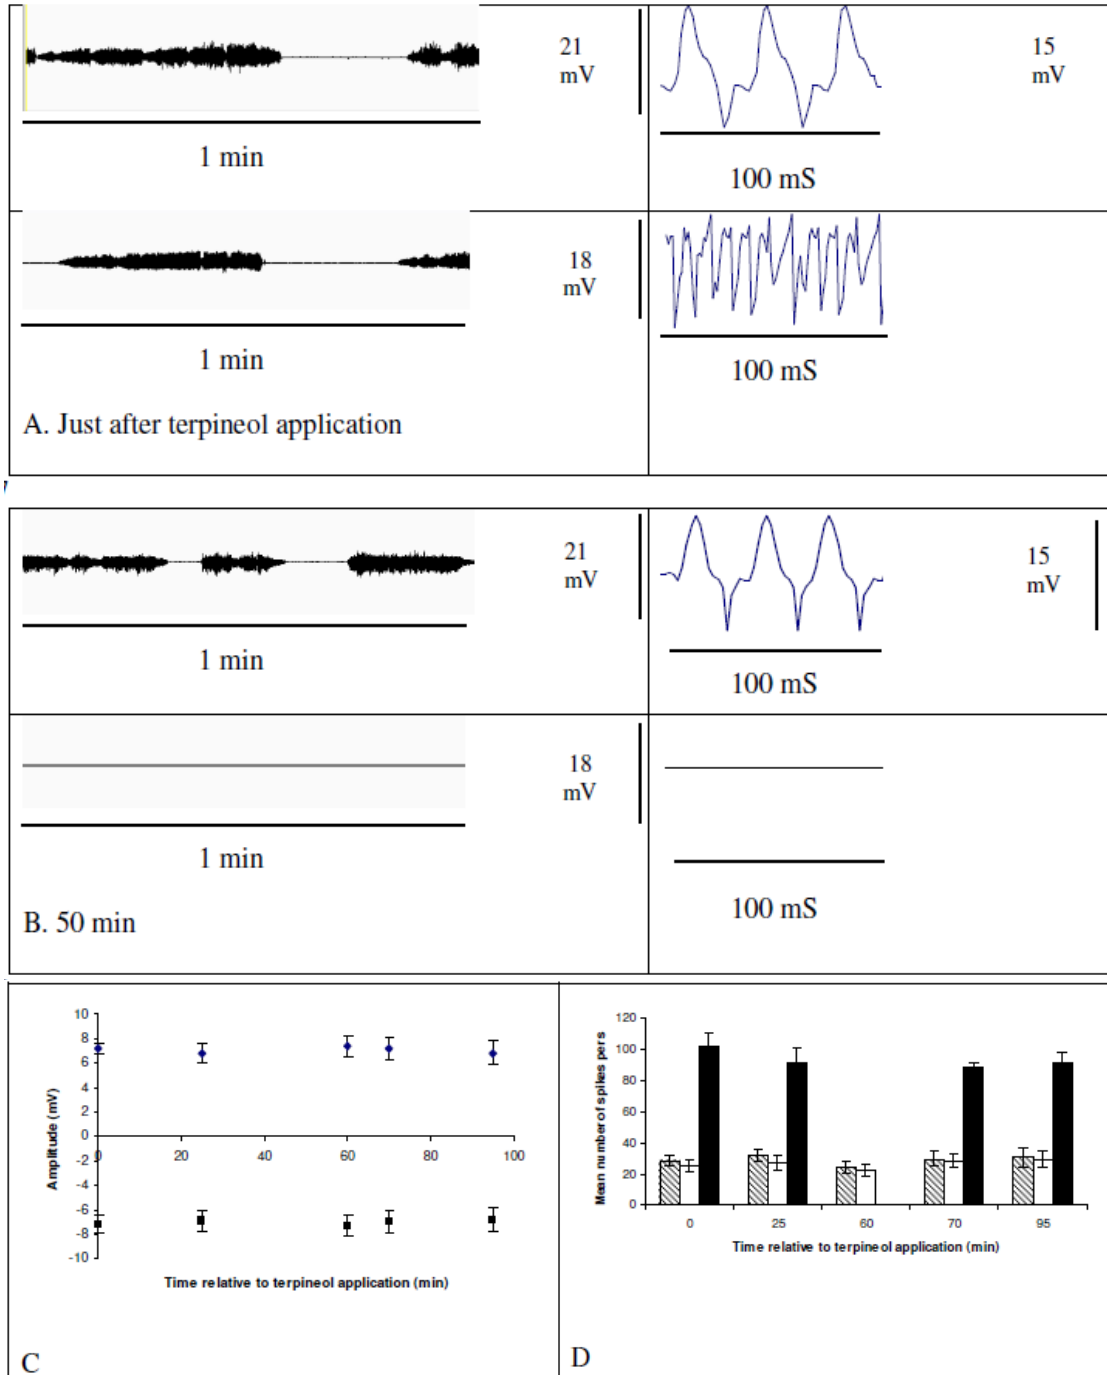 21
mV
15
mV
1 min
100 mS
18
mV
1 min
100 mS
A. Just after terpineol application
21
mV
15
mV
1 min
100 mS
18
mV
1 min
100 mS
B. 50 min
10
8
6
4
2
0
-2
-4
-6
-8
-10
0
20
40
60
80
100
Amplitude (mV)
Time relative to terpineol application (min)
C
120
100
80
60
40
20
0
0
25
60
70
95
Mean number of spikes per s
Time relative to terpineol application (min)
D